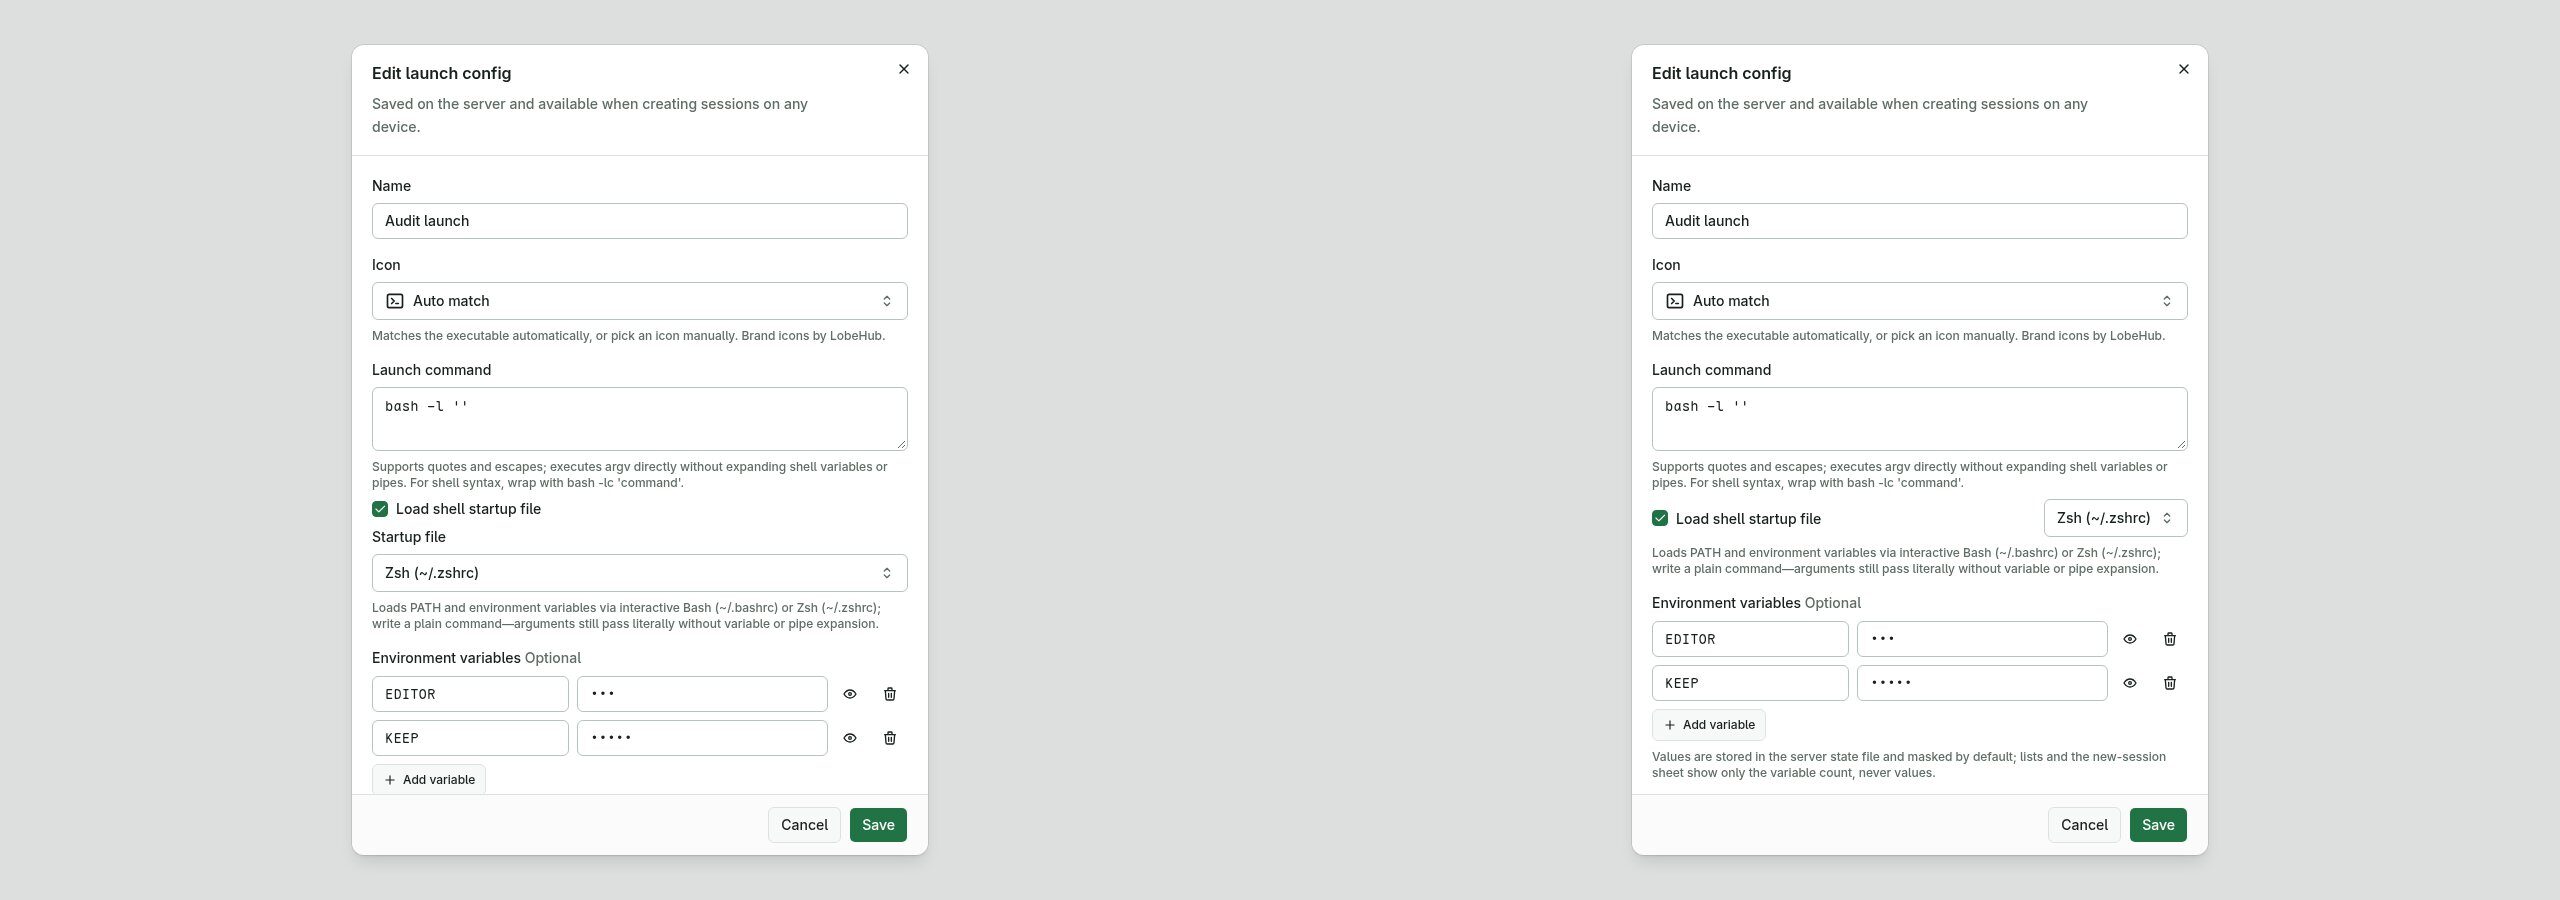 Edit launch config
Saved on the server and available when creating sessions on any
device.
Name
Audit launch
Icon
Auto match
Matches the executable automatically, or pick an icon manually. Brand icons by LobeHub.
Launch command
bash -l ''
Supports quotes and escapes; executes argv directly without expanding shell variables or
pipes. For shell syntax, wrap with bash -lc 'command'.
Load shell startup file
Startup file
Zsh (~/.zshrc)
Loads PATH and environment variables via interactive Bash (~/.bashrc) or Zsh (~/.zshrc);
write a plain command—arguments still pass literally without variable or pipe expansion.
Environment variables Optional
EDITOR •••
KEEP •••••
Add variable
Cancel Save
Edit launch config
Saved on the server and available when creating sessions on any
device.
Name
Audit launch
Icon
Auto match
Matches the executable automatically, or pick an icon manually. Brand icons by LobeHub.
Launch command
bash -l ''
Supports quotes and escapes; executes argv directly without expanding shell variables or
pipes. For shell syntax, wrap with bash -lc 'command'.
Load shell startup file Zsh (~/.zshrc)
Loads PATH and environment variables via interactive Bash (~/.bashrc) or Zsh (~/.zshrc);
write a plain command—arguments still pass literally without variable or pipe expansion.
Environment variables Optional
EDITOR •••
KEEP •••••
Add variable
Values are stored in the server state file and masked by default; lists and the new-session
sheet show only the variable count, never values.
Cancel Save